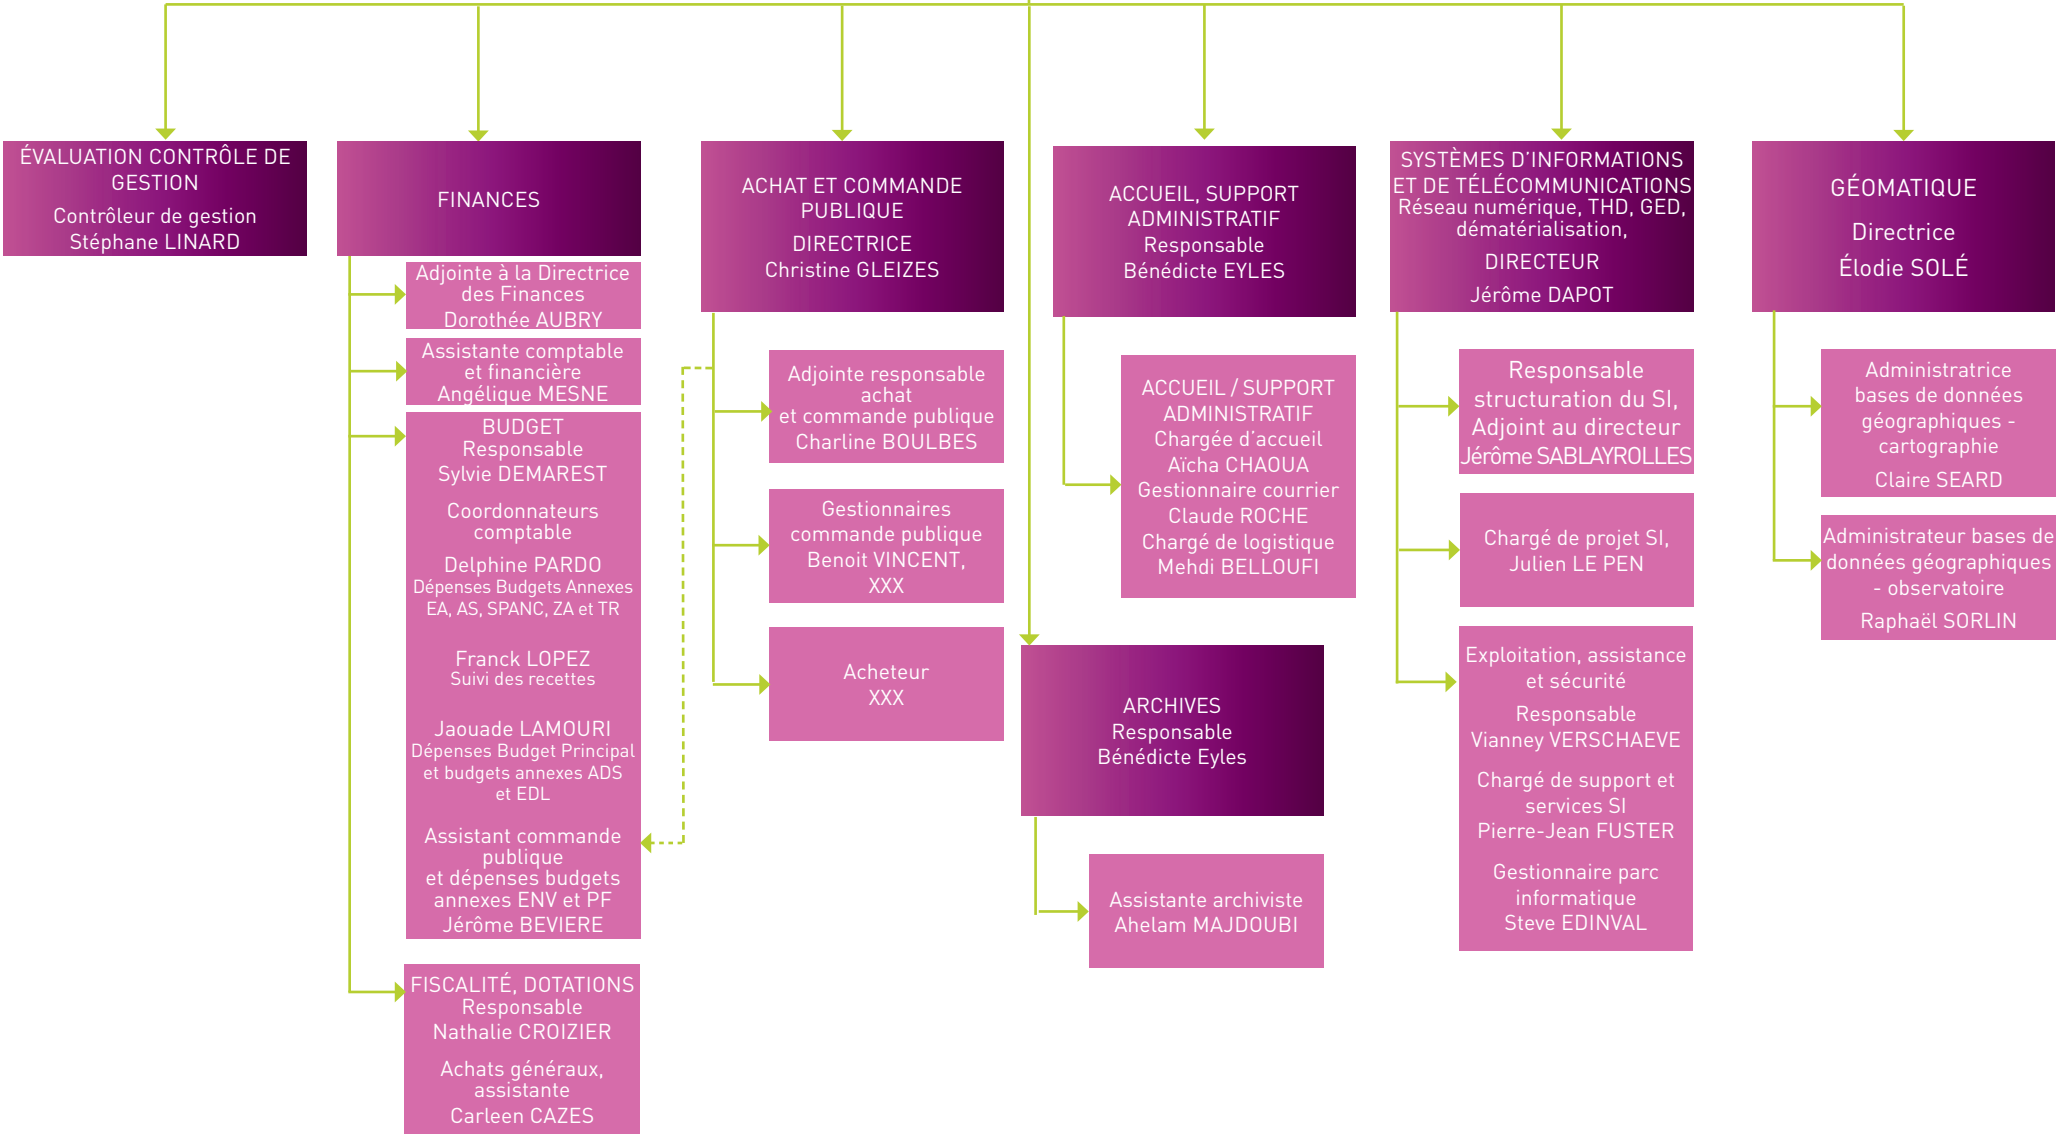 ÉVALUATION CONTRÔLE DE
GESTION
Contrôleur de gestion
Stéphane LINARD
FINANCES
Adjointe à la Directrice
des Finances
Dorothée AUBRY
Assistante comptable
et financière
Angélique MESNE
BUDGET
Responsable
Sylvie DEMAREST
Coordonnateurs
comptable
Delphine PARDO
Dépenses Budgets Annexes
EA, AS, SPANC, ZA et TR
Franck LOPEZ
Suivi des recettes
Jaouade LAMOURI
Dépenses Budget Principal
et budgets annexes ADS
et EDL
Assistant commande
publique
et dépenses budgets
annexes ENV et PF
Jérôme BEVIERE
FISCALITÉ, DOTATIONS
Responsable
Nathalie CROIZIER
Achats généraux,
assistante
Carleen CAZES
ACHAT ET COMMANDE
PUBLIQUE
DIRECTRICE
Christine GLEIZES
Adjointe responsable
achat
et commande publique
Charline BOULBES
Gestionnaires
commande publique
Benoit VINCENT,
XXX
Acheteur
XXX
ACCUEIL, SUPPORT
ADMINISTRATIF
Responsable
Bénédicte EYLES
ACCUEIL / SUPPORT
ADMINISTRATIF
Chargée d'accueil
Aïcha CHAOUA
Gestionnaire courrier
Claude ROCHE
Chargé de logistique
Mehdi BELLOUFI
ARCHIVES
Responsable
Bénédicte Eyles
Assistante archiviste
Ahelam MAJDOUBI
SYSTÈMES D'INFORMATIONS
ET DE TÉLÉCOMMUNICATIONS
Réseau numérique, THD, GED,
dématérialisation,
DIRECTEUR
Jérôme DAPOT
Responsable
structuration du SI,
Adjoint au directeur
Jérôme SABLAYROLLES
Chargé de projet SI,
Julien LE PEN
Exploitation, assistance
et sécurité
Responsable
Vianney VERSCHAEVE
Chargé de support et
services SI
Pierre-Jean FUSTER
Gestionnaire parc
informatique
Steve EDINVAL
GÉOMATIQUE
Directrice
Élodie SOLÉ
Administratrice
bases de données
géographiques -
cartographie
Claire SEARD
Administrateur bases de
données géographiques
- observatoire
Raphaël SORLIN